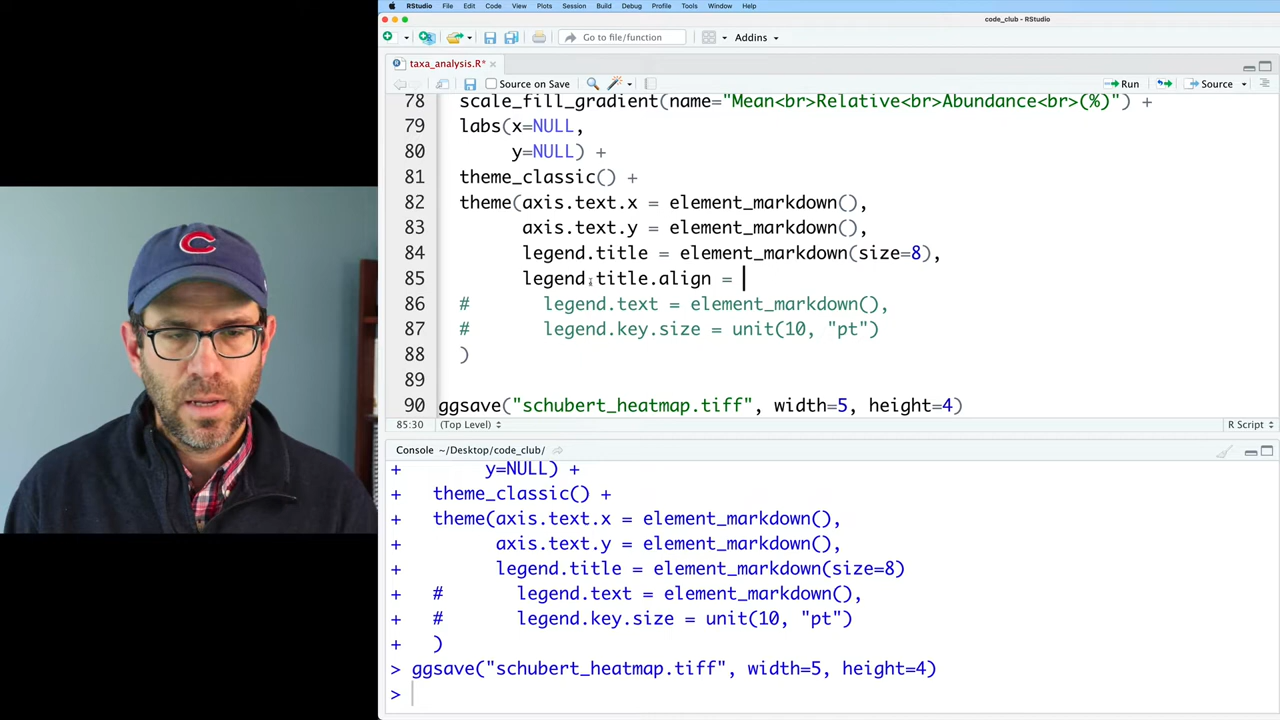 RStudio File Edit Code View Plots Session Build Debug Profile Tools Window Help
code_club - RStudio
Go to file/function Addins
taxa_analysis.R*
Source on Save Run Source
78 scale_fill_gradient(name="Mean<br>Relative<br>Abundance<br>(%)") +
79 labs(x=NULL,
80 y=NULL) +
81 theme_classic() +
82 theme(axis.text.x = element_markdown(),
83 axis.text.y = element_markdown(),
84 legend.title = element_markdown(size=8),
85 legend.title.align =
86 # legend.text = element_markdown(),
87 # legend.key.size = unit(10, "pt")
88 )
89
90 ggsave("schubert_heatmap.tiff", width=5, height=4)
85:30 (Top Level) R Script
Console ~/Desktop/code_club/
+ y=NULL) +
+ theme_classic() +
+ theme(axis.text.x = element_markdown(),
+ axis.text.y = element_markdown(),
+ legend.title = element_markdown(size=8)
+ # legend.text = element_markdown(),
+ # legend.key.size = unit(10, "pt")
+ )
> ggsave("schubert_heatmap.tiff", width=5, height=4)
>